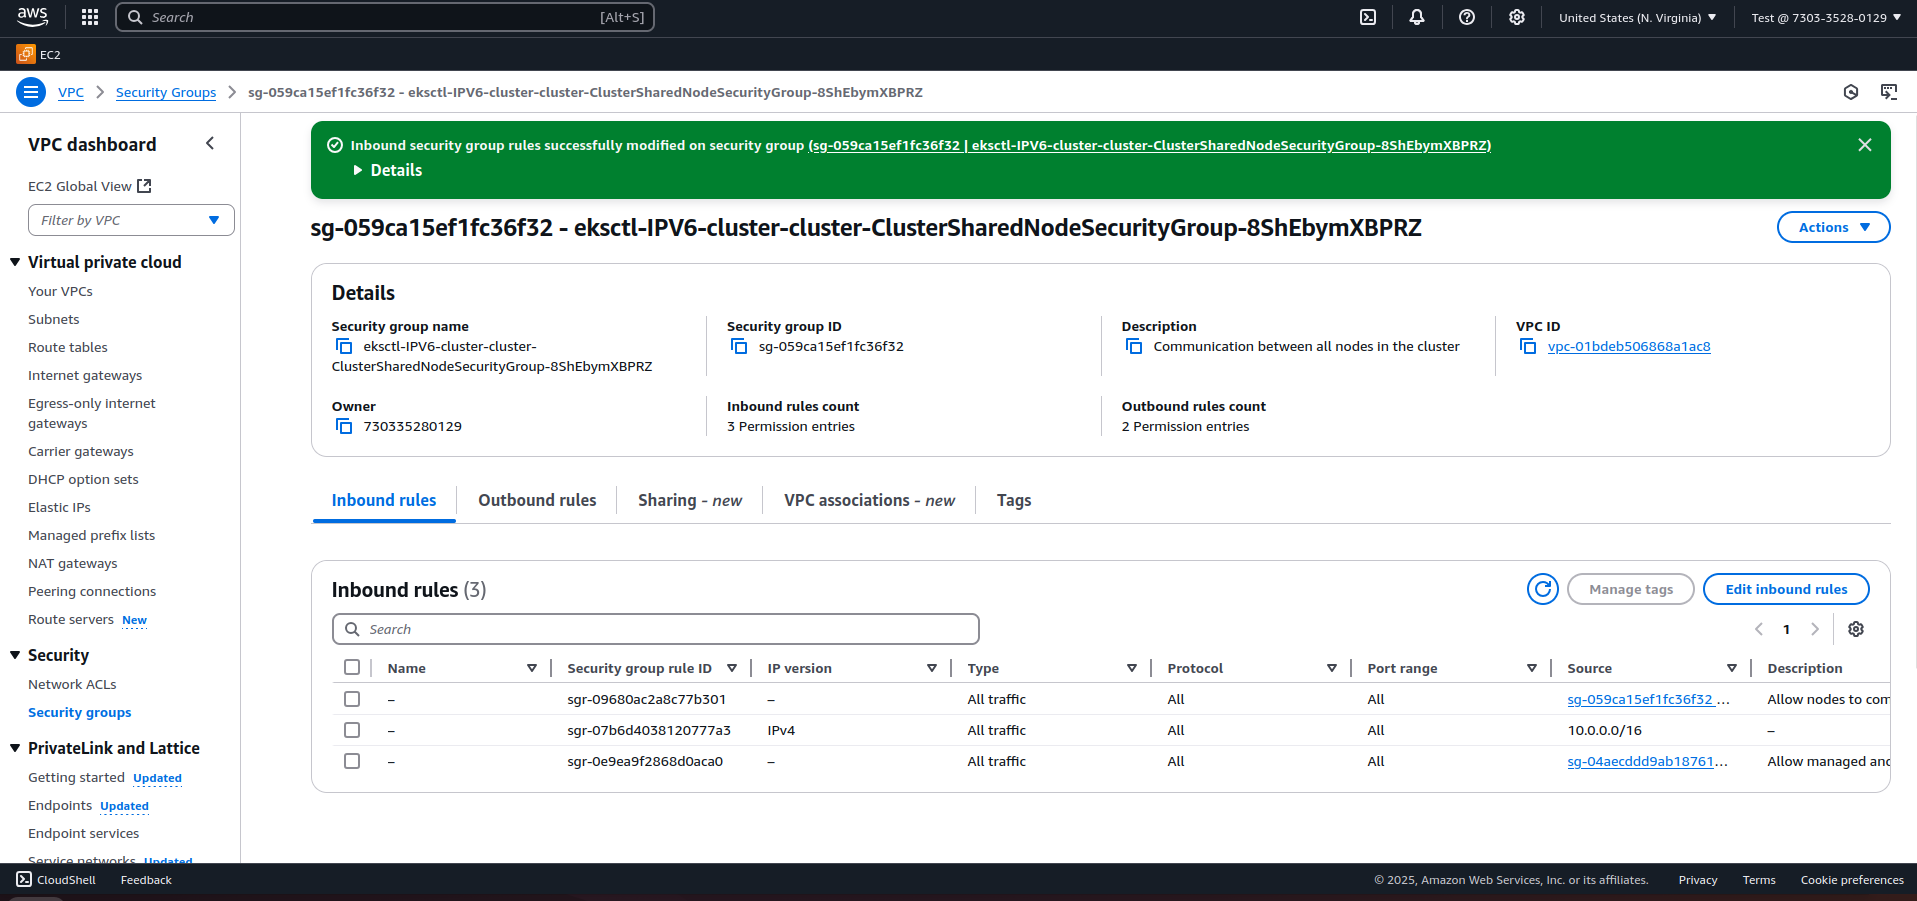 aws
Search [Alt+S]
United States (N. Virginia) Test @ 7303-3528-0129
EC2
VPC Security Groups sg-059ca15ef1fc36f32 - eksctl-IPV6-cluster-cluster-ClusterSharedNodeSecurityGroup-8ShEbymXBPRZ
VPC dashboard
EC2 Global View
Filter by VPC
Virtual private cloud
Your VPCs
Subnets
Route tables
Internet gateways
Egress-only internet
gateways
Carrier gateways
DHCP option sets
Elastic IPs
Managed prefix lists
NAT gateways
Peering connections
Route servers New
Security
Network ACLs
Security groups
PrivateLink and Lattice
Getting started Updated
Endpoints Updated
Endpoint services
Service networks Updated
Inbound security group rules successfully modified on security group (sg-059ca15ef1fc36f32 | eksctl-IPV6-cluster-cluster-ClusterSharedNodeSecurityGroup-8ShEbymXBPRZ)
Details
sg-059ca15ef1fc36f32 - eksctl-IPV6-cluster-cluster-ClusterSharedNodeSecurityGroup-8ShEbymXBPRZ
Actions
Details
Security group name
eksctl-IPV6-cluster-cluster-
ClusterSharedNodeSecurityGroup-8ShEbymXBPRZ
Security group ID
sg-059ca15ef1fc36f32
Description
Communication between all nodes in the cluster
VPC ID
vpc-01bdeb506868a1ac8
Owner
730335280129
Inbound rules count
3 Permission entries
Outbound rules count
2 Permission entries
Inbound rules Outbound rules Sharing - new VPC associations - new Tags
Inbound rules (3)
Manage tags Edit inbound rules
Search
1
Name Security group rule ID IP version Type Protocol Port range Source Description
– sgr-09680ac2a8c77b301 – All traffic All All sg-059ca15ef1fc36f32 ... Allow nodes to com
– sgr-07b6d4038120777a3 IPv4 All traffic All All 10.0.0.0/16 –
– sgr-0e9ea9f2868d0aca0 – All traffic All All sg-04aecddd9ab18761... Allow managed and
CloudShell Feedback © 2025, Amazon Web Services, Inc. or its affiliates. Privacy Terms Cookie preferences